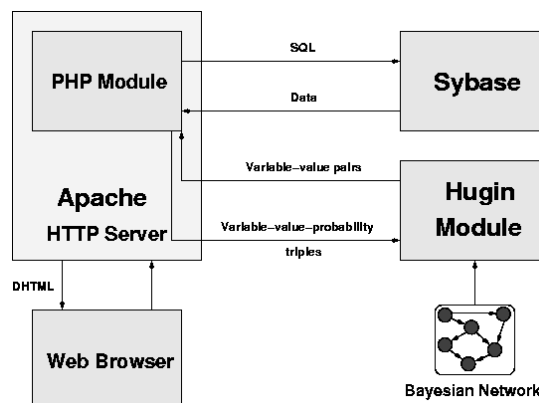 SQL
PHP Module
Sybase
Data
Variable-value pairs
Apache
HTTP Server
Hugin
Module
Variable-value-probability
triples
DHTML
Web Browser
Bayesian Network